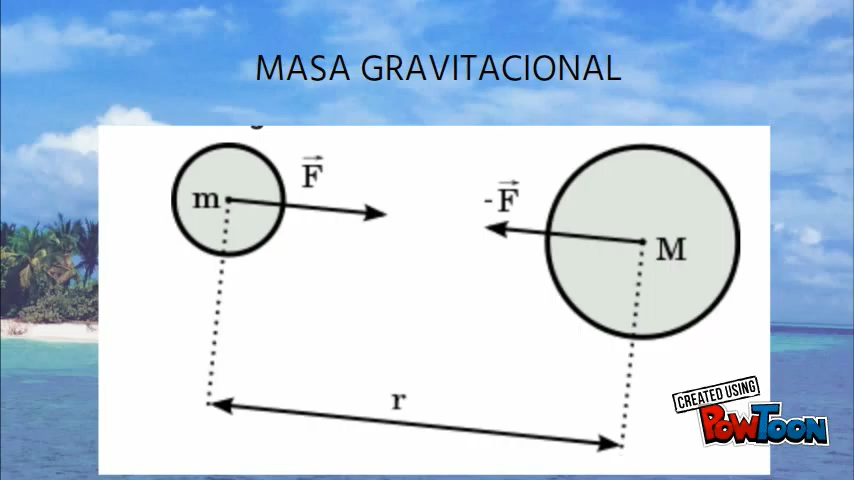 MASA GRAVITACIONAL
m
F
-F
M
r
CREATED USING
POWTOON